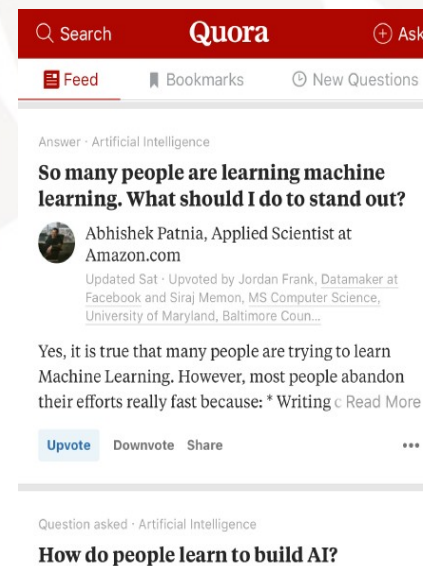 Search Quora Ask
Feed Bookmarks New Questions
Answer · Artificial Intelligence
So many people are learning machine
learning. What should I do to stand out?
Abhishek Patnia, Applied Scientist at
Amazon.com
Updated Sat · Upvoted by Jordan Frank, Datamaker at
Facebook and Siraj Memon, MS Computer Science,
University of Maryland, Baltimore Coun...
Yes, it is true that many people are trying to learn
Machine Learning. However, most people abandon
their efforts really fast because: * Writing c Read More
Upvote Downvote Share ...
Question asked · Artificial Intelligence
How do people learn to build AI?